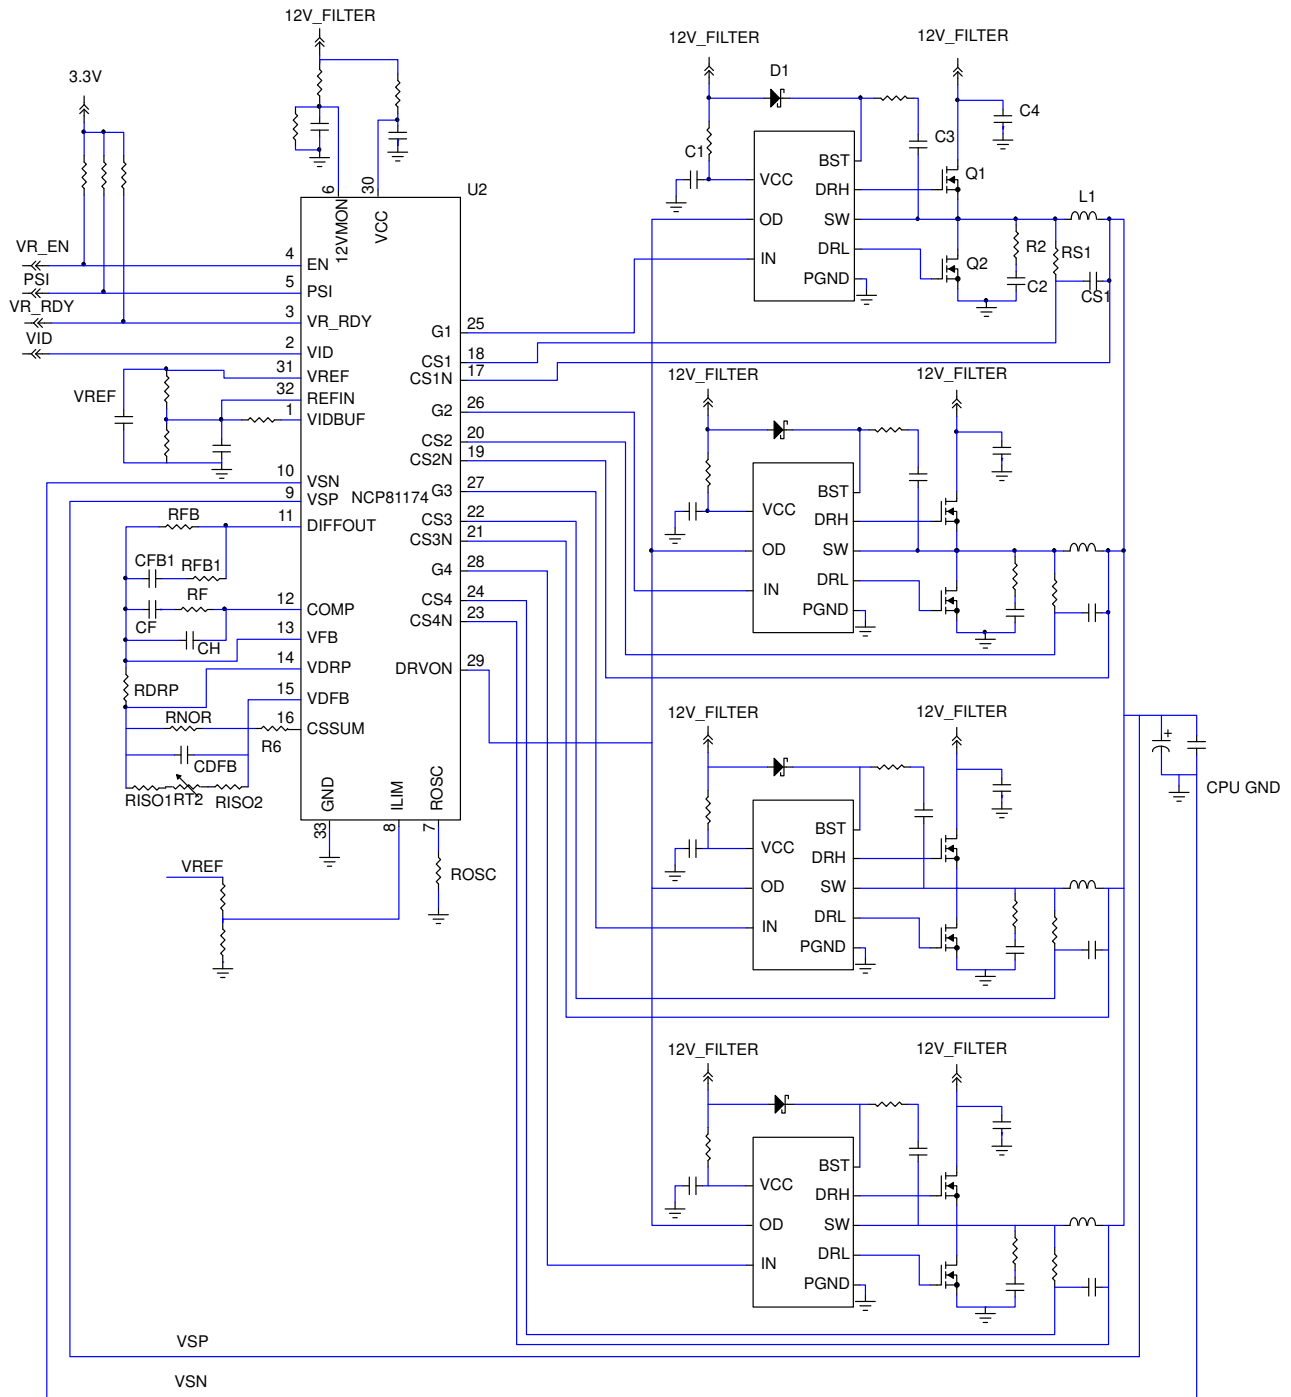 12V_FILTER
12V_FILTER
12V_FILTER
3.3V
D1
C4
C1
C3
BST
VCC
DRH
Q1
6
30
U2
12VMON
VCC
L1
OD
SW
R2
RS1
VR_EN
4
EN
DRL
IN
Q2
PSI
5
PSI
PGND
C2
CS1
VR_RDY
3
VR_RDY
G1
25
VID
2
VID
CS1
18
31
VREF
CS1N
17
12V_FILTER
12V_FILTER
VREF
32
REFIN
1
VIDBUF
G2
26
CS2
20
CS2N
19
10
VSN
9
VSP
NCP81174
G3
27
BST
VCC
DRH
RFB
11
DIFFOUT
CS3
22
CS3N
21
OD
SW
CFB1
RFB1
G4
28
DRL
IN
CF
RF
12
COMP
CS4
24
CS4N
23
PGND
CH
13
VFB
14
VDRP
DRVON
29
RDRP
15
VDFB
12V_FILTER
12V_FILTER
RNOR
16
CSSUM
R6
CDFB
+
CPU GND
RISO1
RT2
RISO2
GND
ILIM
ROSC
33
8
7
BST
VCC
DRH
VREF
ROSC
OD
SW
DRL
IN
PGND
12V_FILTER
12V_FILTER
BST
VCC
DRH
OD
SW
DRL
IN
PGND
VSP
VSN